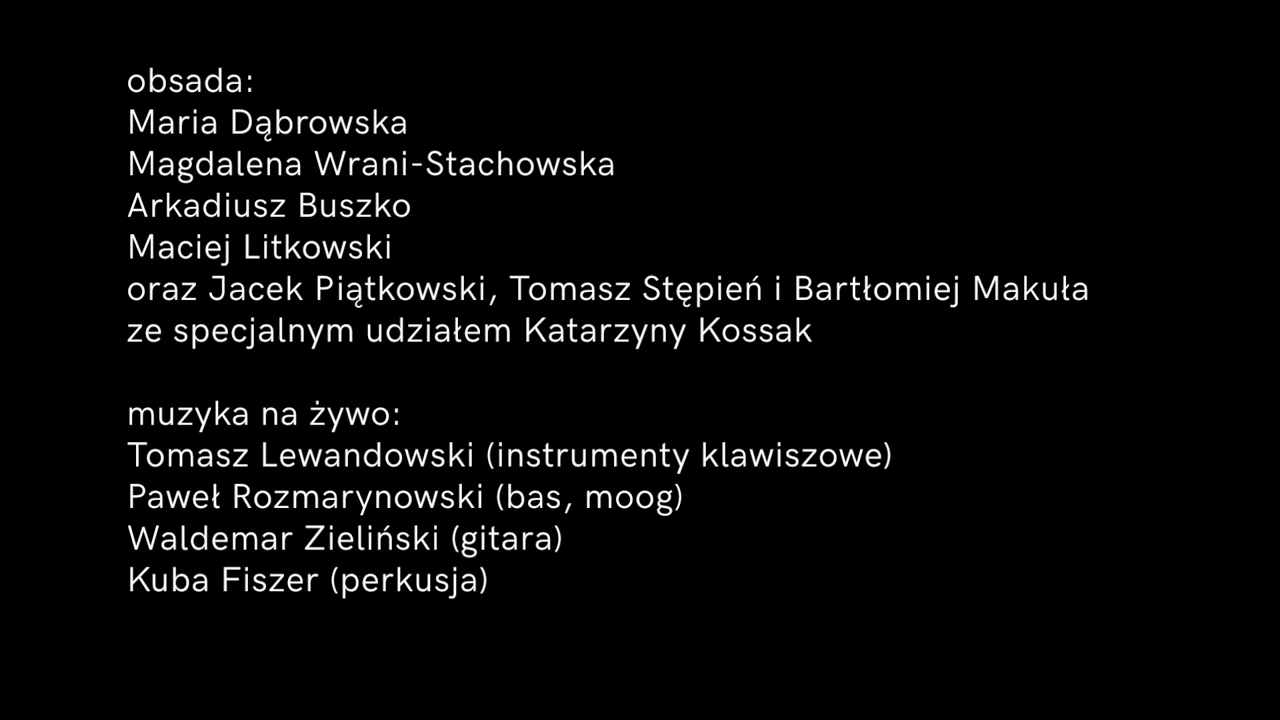 obsada:
Maria Dąbrowska
Magdalena Wrani-Stachowska
Arkadiusz Buszko
Maciej Litkowski
oraz Jacek Piątkowski, Tomasz Stępień i Bartłomiej Makuła
ze specjalnym udziałem Katarzyny Kossak
muzyka na żywo:
Tomasz Lewandowski (instrumenty klawiszowe)
Paweł Rozmarynowski (bas, moog)
Waldemar Zieliński (gitara)
Kuba Fiszer (perkusja)